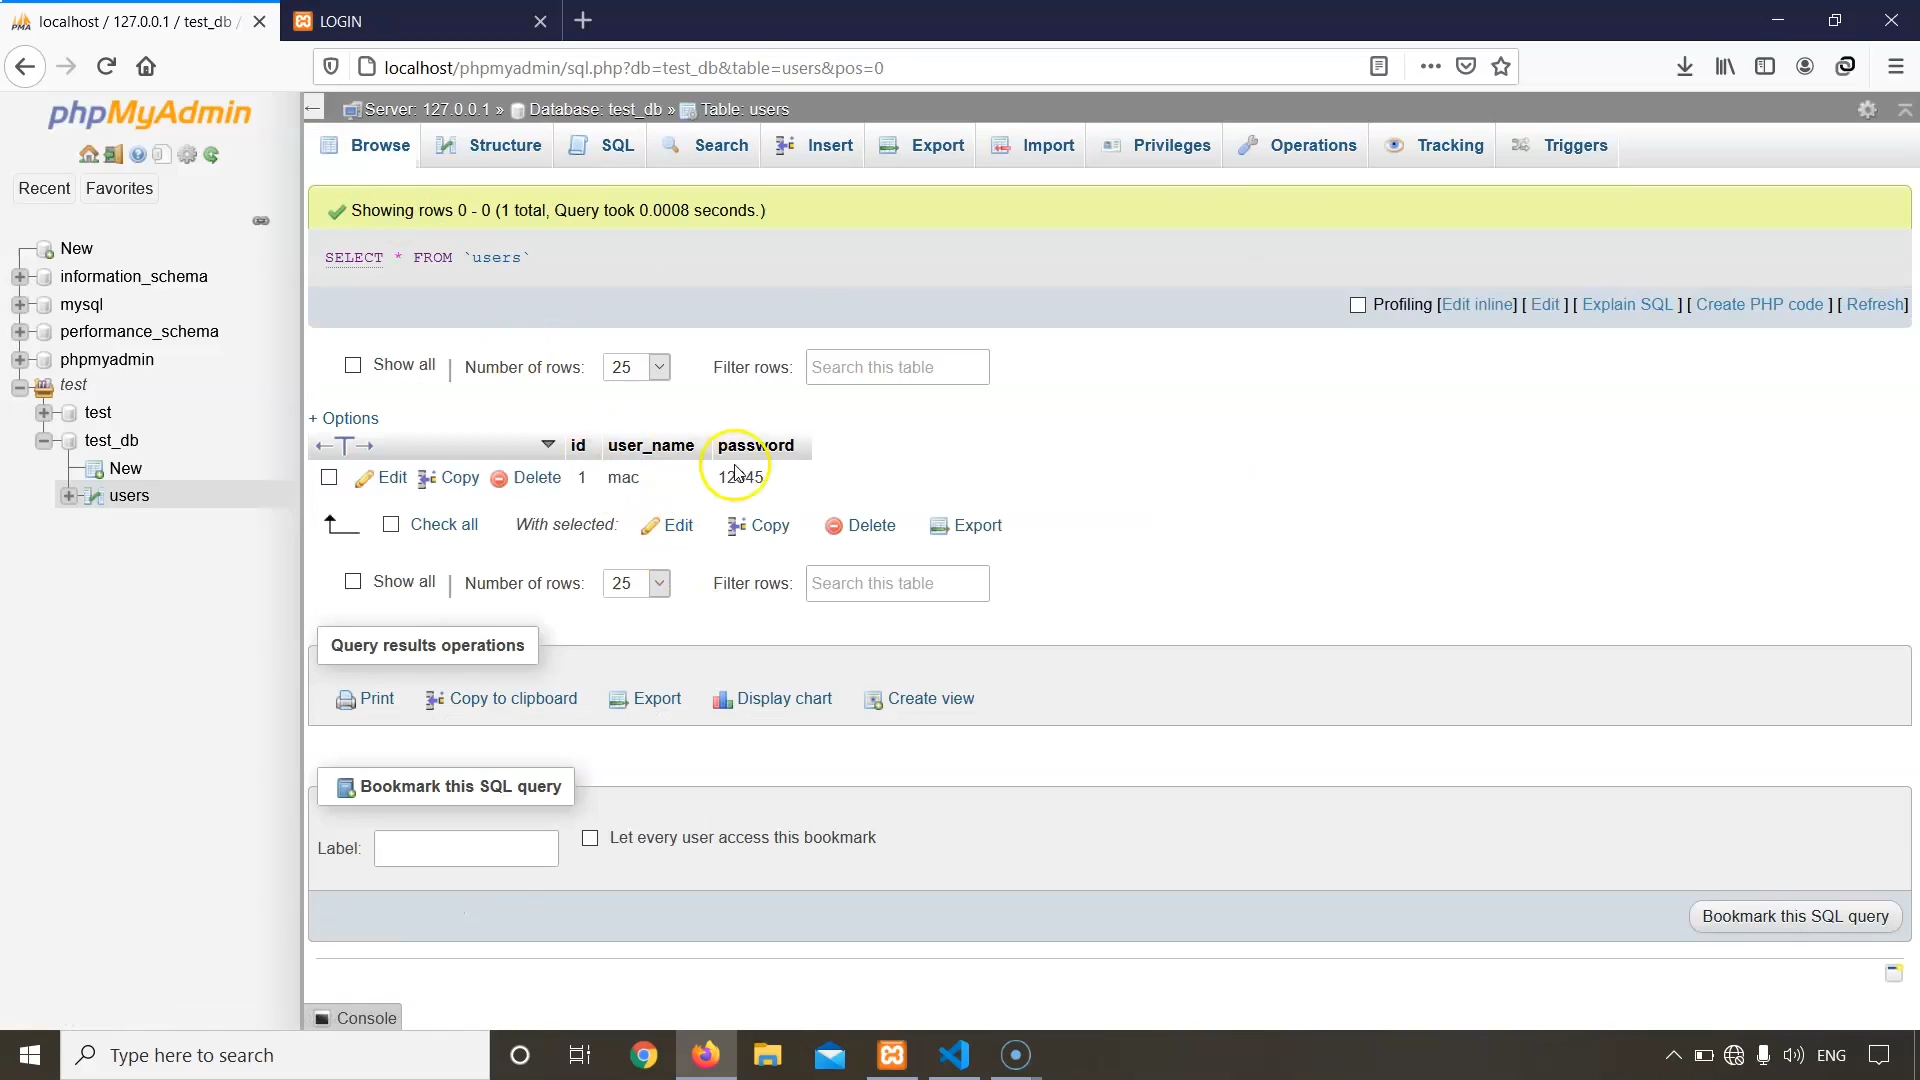 localhost / 127.0.0.1 / test_db /
LOGIN
localhost/phpmyadmin/sql.php?db=test_db&table=users&pos=0
phpMyAdmin
Server: 127.0.0.1 » Database: test_db » Table: users
Browse Structure SQL Search Insert Export Import Privileges Operations Tracking Triggers
Recent Favorites
New
information_schema
mysql
performance_schema
phpmyadmin
test
test
test_db
New
users
Showing rows 0 - 0 (1 total, Query took 0.0008 seconds.)
SELECT * FROM `users`
Profiling [Edit inline] [ Edit ] [ Explain SQL ] [ Create PHP code ] [ Refresh]
Show all | Number of rows: 25 Filter rows: Search this table
+ Options
←T→ id user_name password
Edit Copy Delete 1 mac
Check all With selected: Edit Copy Delete Export
Show all | Number of rows: 25 Filter rows: Search this table
Query results operations
Print Copy to clipboard Export Display chart Create view
Bookmark this SQL query
Label: Let every user access this bookmark
Bookmark this SQL query
Console
Type here to search
ENG